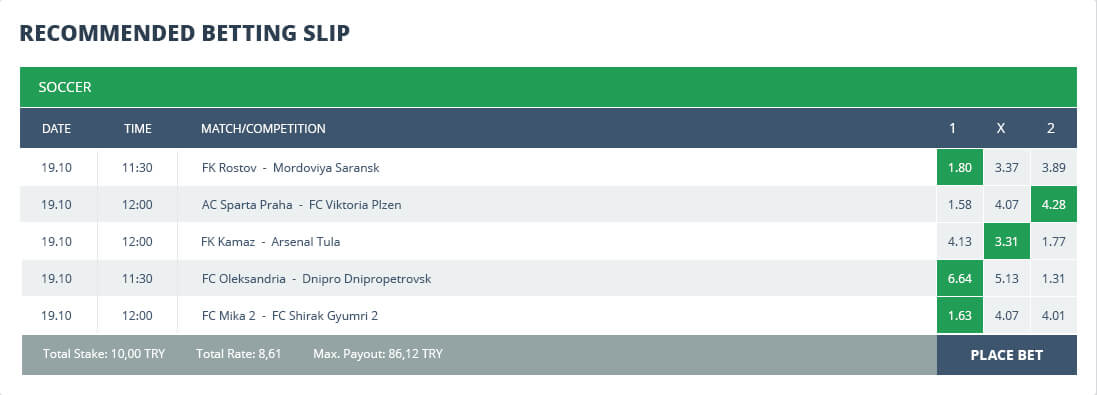 RECOMMENDED BETTING SLIP
SOCCER
DATE TIME MATCH/COMPETITION 1 X 2
19.10 11:30 FK Rostov - Mordoviya Saransk 1.80 3.37 3.89
19.10 12:00 AC Sparta Praha - FC Viktoria Plzen 1.58 4.07 4.28
19.10 12:00 FK Kamaz - Arsenal Tula 4.13 3.31 1.77
19.10 11:30 FC Oleksandria - Dnipro Dnipropetrovsk 6.64 5.13 1.31
19.10 12:00 FC Mika 2 - FC Shirak Gyumri 2 1.63 4.07 4.01
Total Stake: 10,00 TRY Total Rate: 8,61 Max. Payout: 86,12 TRY PLACE BET